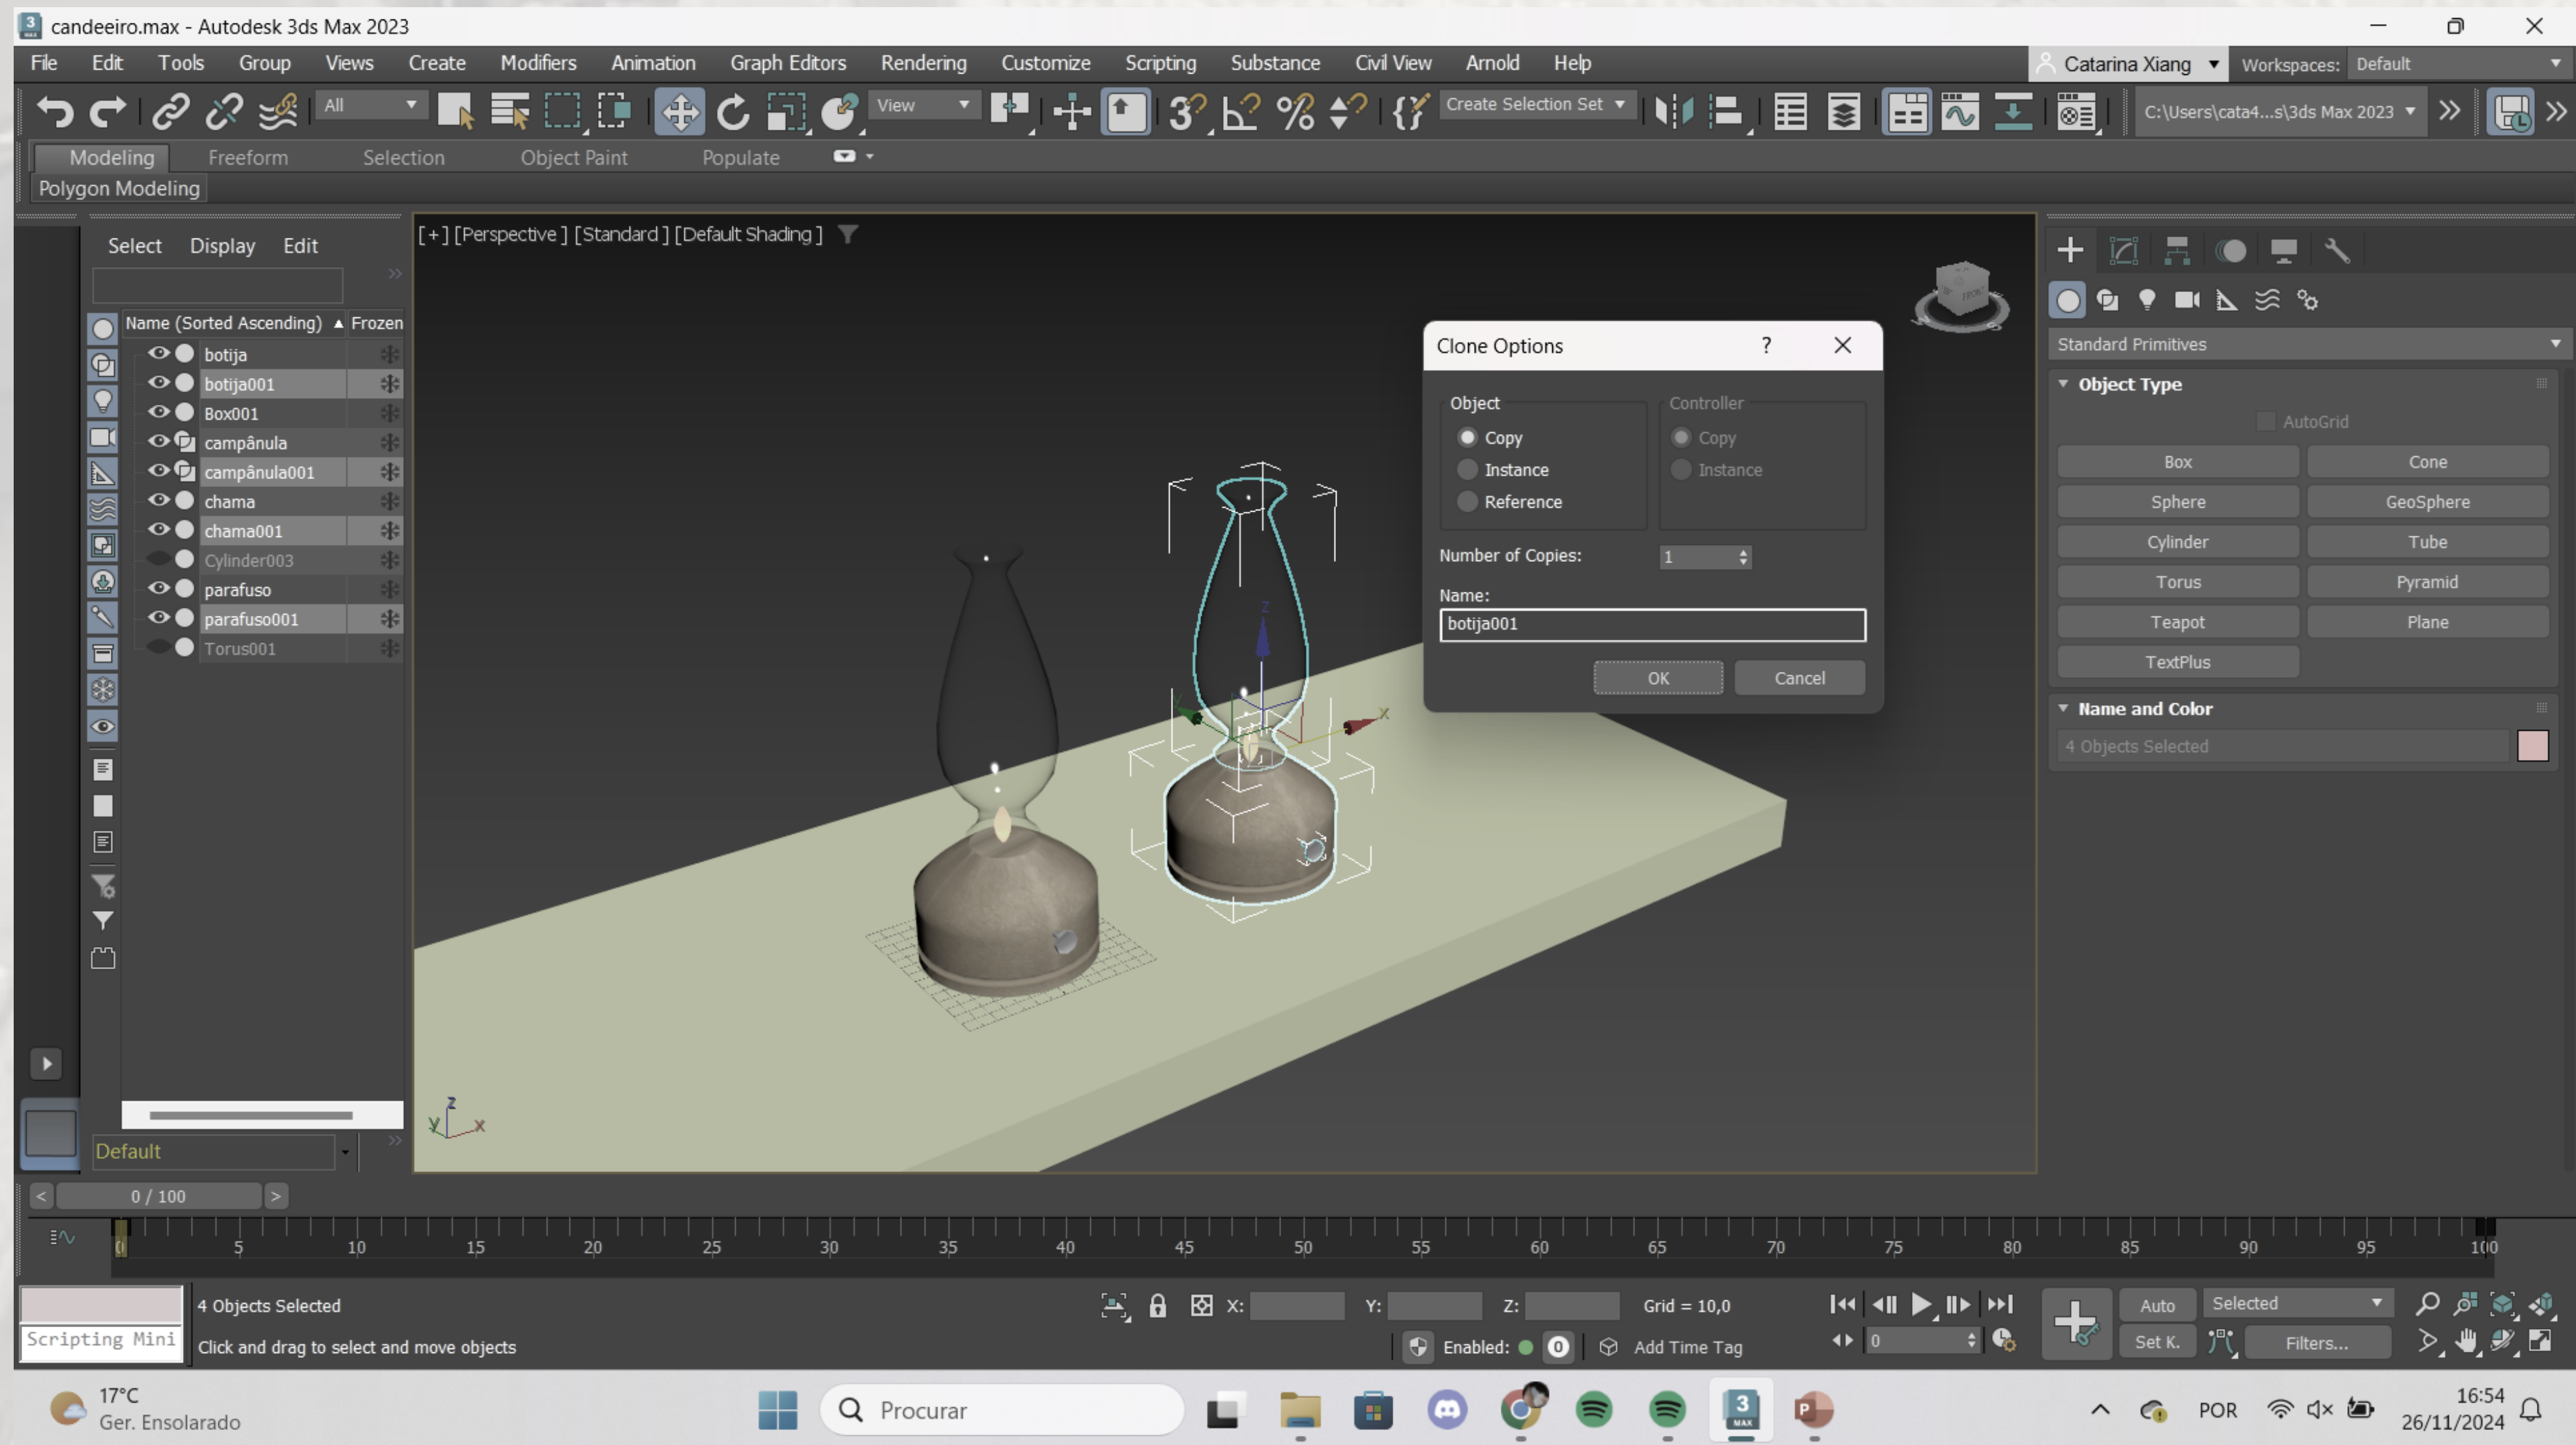 candeeiro.max - Autodesk 3ds Max 2023
File Edit Tools Group Views Create Modifiers Animation Graph Editors Rendering Customize Scripting Substance Civil View Arnold Help
Catarina Xiang Workspaces: Default
All View Create Selection Set C:\Users\cata4...s\3ds Max 2023
Modeling Freeform Selection Object Paint Populate
Polygon Modeling
Select Display Edit
Name (Sorted Ascending) Frozen
botija
botija001
Box001
campânula
campânula001
chama
chama001
Cylinder003
parafuso
parafuso001
Torus001
Default
[+] [Perspective] [Standard] [Default Shading]
FRONT
Z
X
Clone Options ?
Object Controller
Copy Copy
Instance Instance
Reference
Number of Copies: 1
Name:
botija001
OK Cancel
z
y x
Standard Primitives
Object Type
AutoGrid
Box Cone
Sphere GeoSphere
Cylinder Tube
Torus Pyramid
Teapot Plane
TextPlus
Name and Color
4 Objects Selected
< 0 / 100 >
0 5 10 15 20 25 30 35 40 45 50 55 60 65 70 75 80 85 90 95 100
4 Objects Selected X: Y: Z: Grid = 10,0 Auto Selected
Scripting Mini Click and drag to select and move objects Enabled: 0 Add Time Tag 0 Set K. Filters...
17°C
Ger. Ensolarado
Procurar
3
MAX
P
POR
16:54
26/11/2024